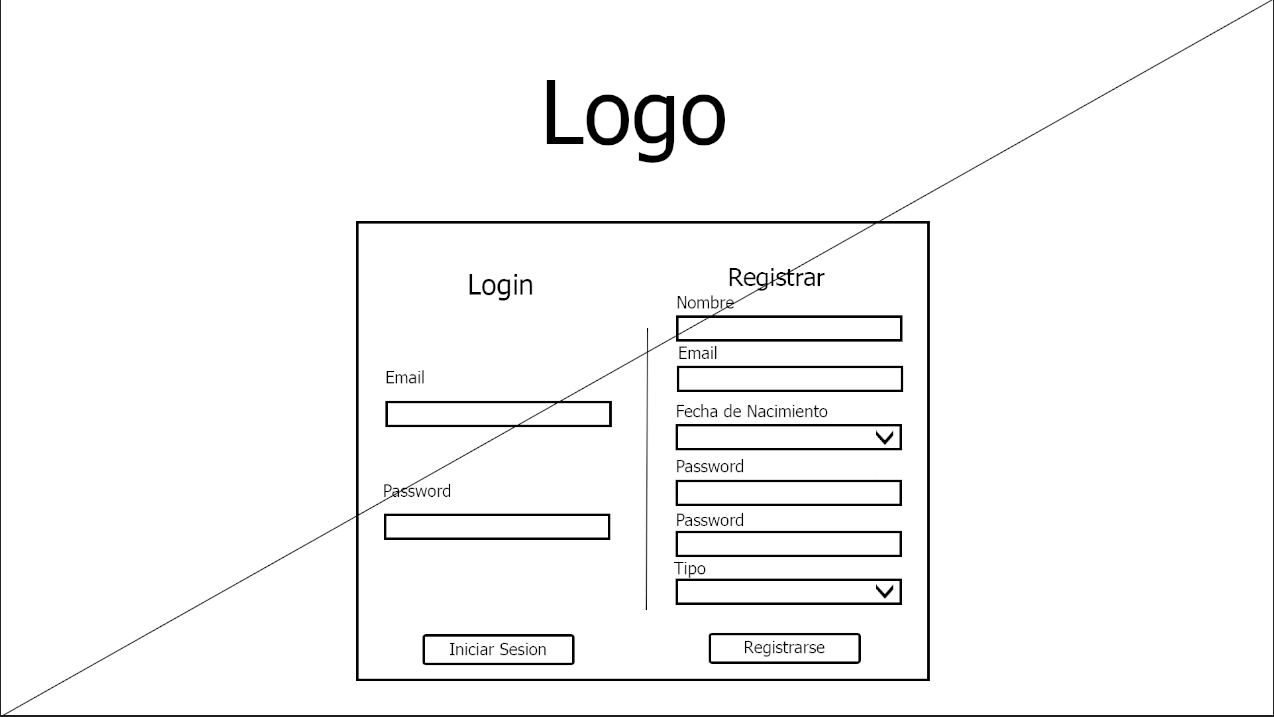 Logo
Login
Email
Password
Iniciar Sesion
Registrar
Nombre
Email
Fecha de Nacimiento
Password
Password
Tipo
Registrarse